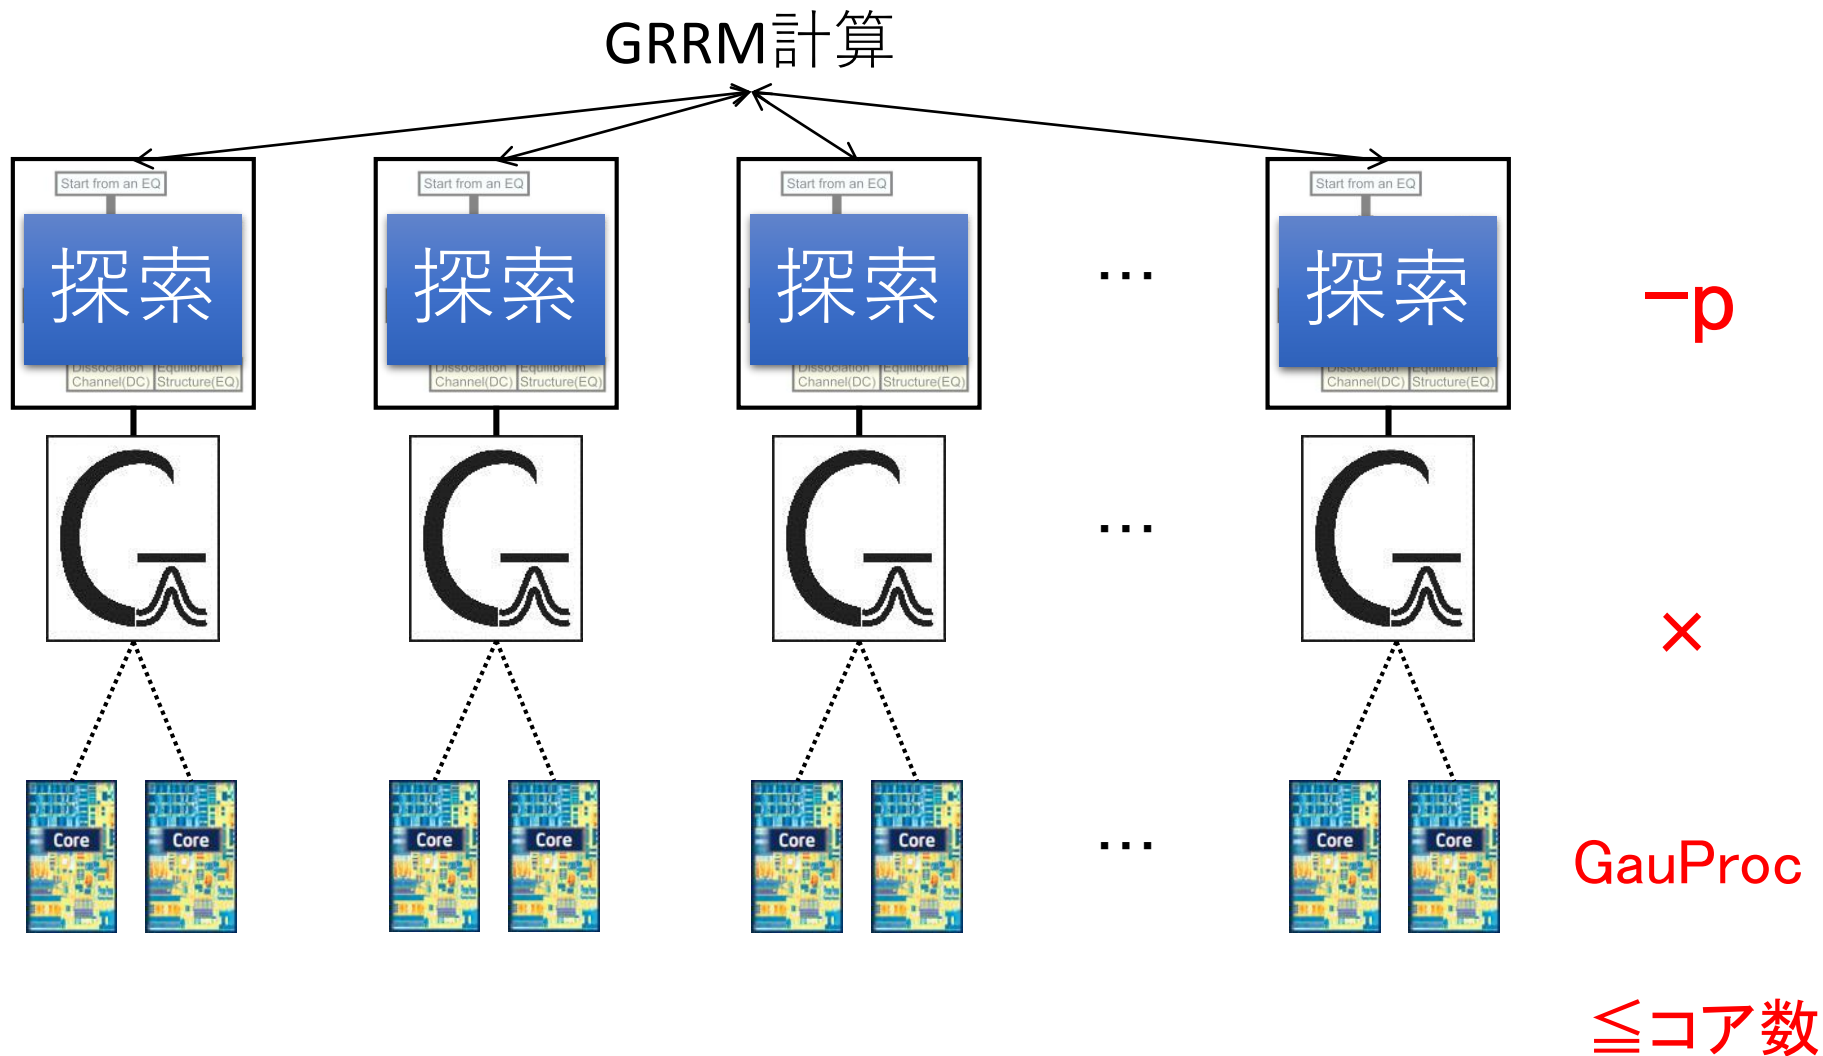 GRRM計算
Start from an EQ
Start from an EQ
Start from an EQ
Start from an EQ
探索
探索
探索
…
探索
−p
Dissociation Channel(DC)
Equilibrium Structure(EQ)
Dissociation Channel(DC)
Equilibrium Structure(EQ)
Dissociation Channel(DC)
Equilibrium Structure(EQ)
Dissociation Channel(DC)
Equilibrium Structure(EQ)
…
×
Core
Core
Core
Core
Core
Core
…
Core
Core
GauProc
≦コア数